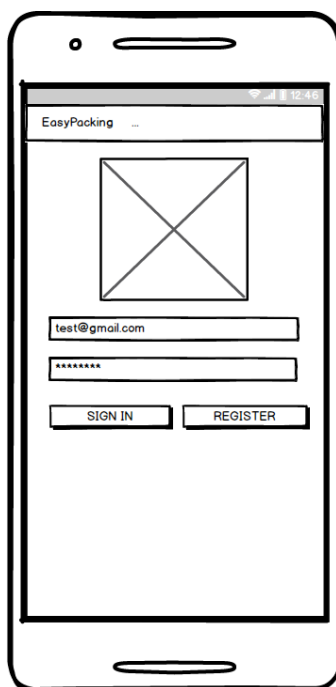 12:46
EasyPacking ...
test@gmail.com
********
SIGN IN REGISTER